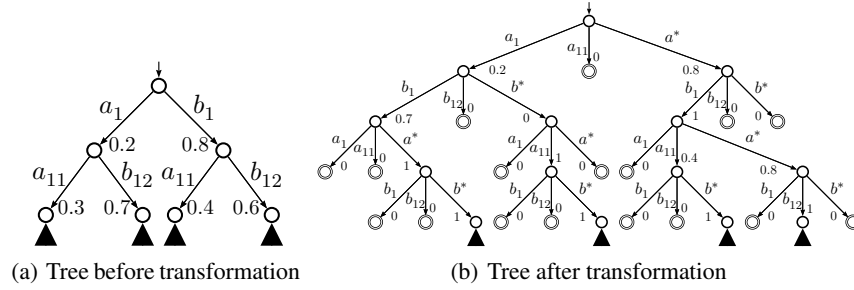 a₁ a₁₁ 0 a*
0.2 0.8
a₁ b₁ b₁ b* b₁ b₁₂ 0 b*
0.2 0.8 0.7 b₁₂ 0 0 1 0
a₁₁ b₁₂ a₁₁ b₁₂ a₁ a₁₁ 0 a* a₁ a₁₁ 1 a* a₁ a₁₁ 0.4 a*
0.3 0.7 0.4 0.6 0 1 0 0 0 0.8
b₁ b₁₂ 0 b* b₁ b₁₂ 0 b* b₁ b₁₂ 0 b* b₁ b₁₂ 1 b*
0 1 0 1 0 1 0 0
(a) Tree before transformation (b) Tree after transformation